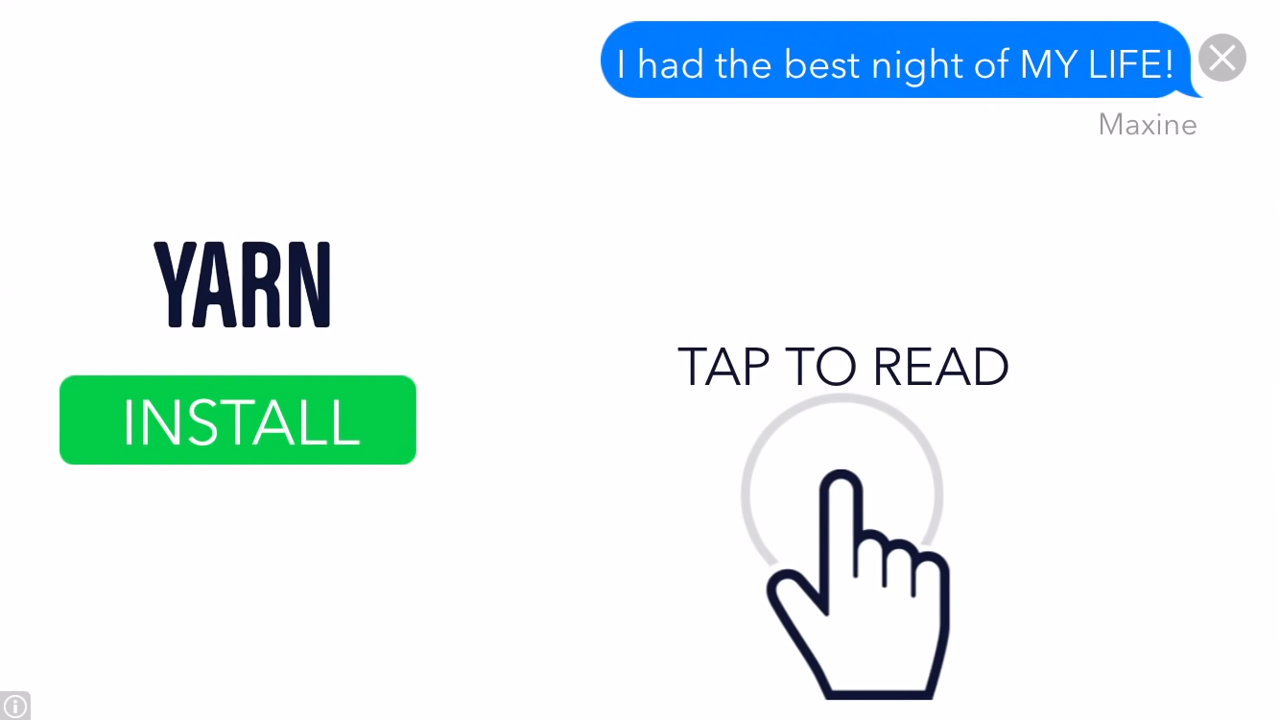 I had the best night of MY LIFE!
Maxine
YARN
INSTALL
TAP TO READ